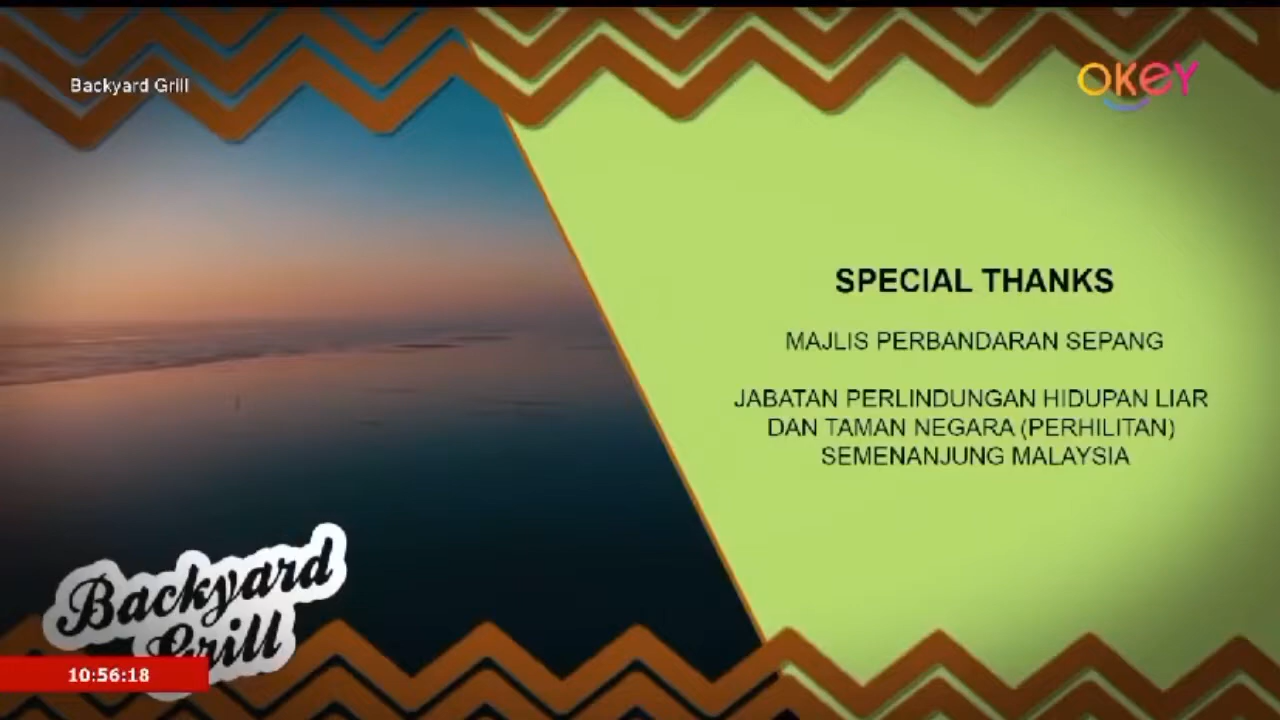 Backyard Grill
OKEY
SPECIAL THANKS
MAJLIS PERBANDARAN SEPANG
JABATAN PERLINDUNGAN HIDUPAN LIAR
DAN TAMAN NEGARA (PERHILITAN)
SEMENANJUNG MALAYSIA
Backyard
Grill
10:56:18